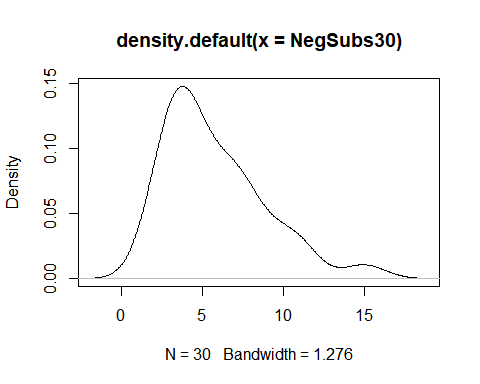 density.default(x = NegSubs30)
Density
0.15
0.10
0.05
0.00
0 5 10 15
N = 30 Bandwidth = 1.276